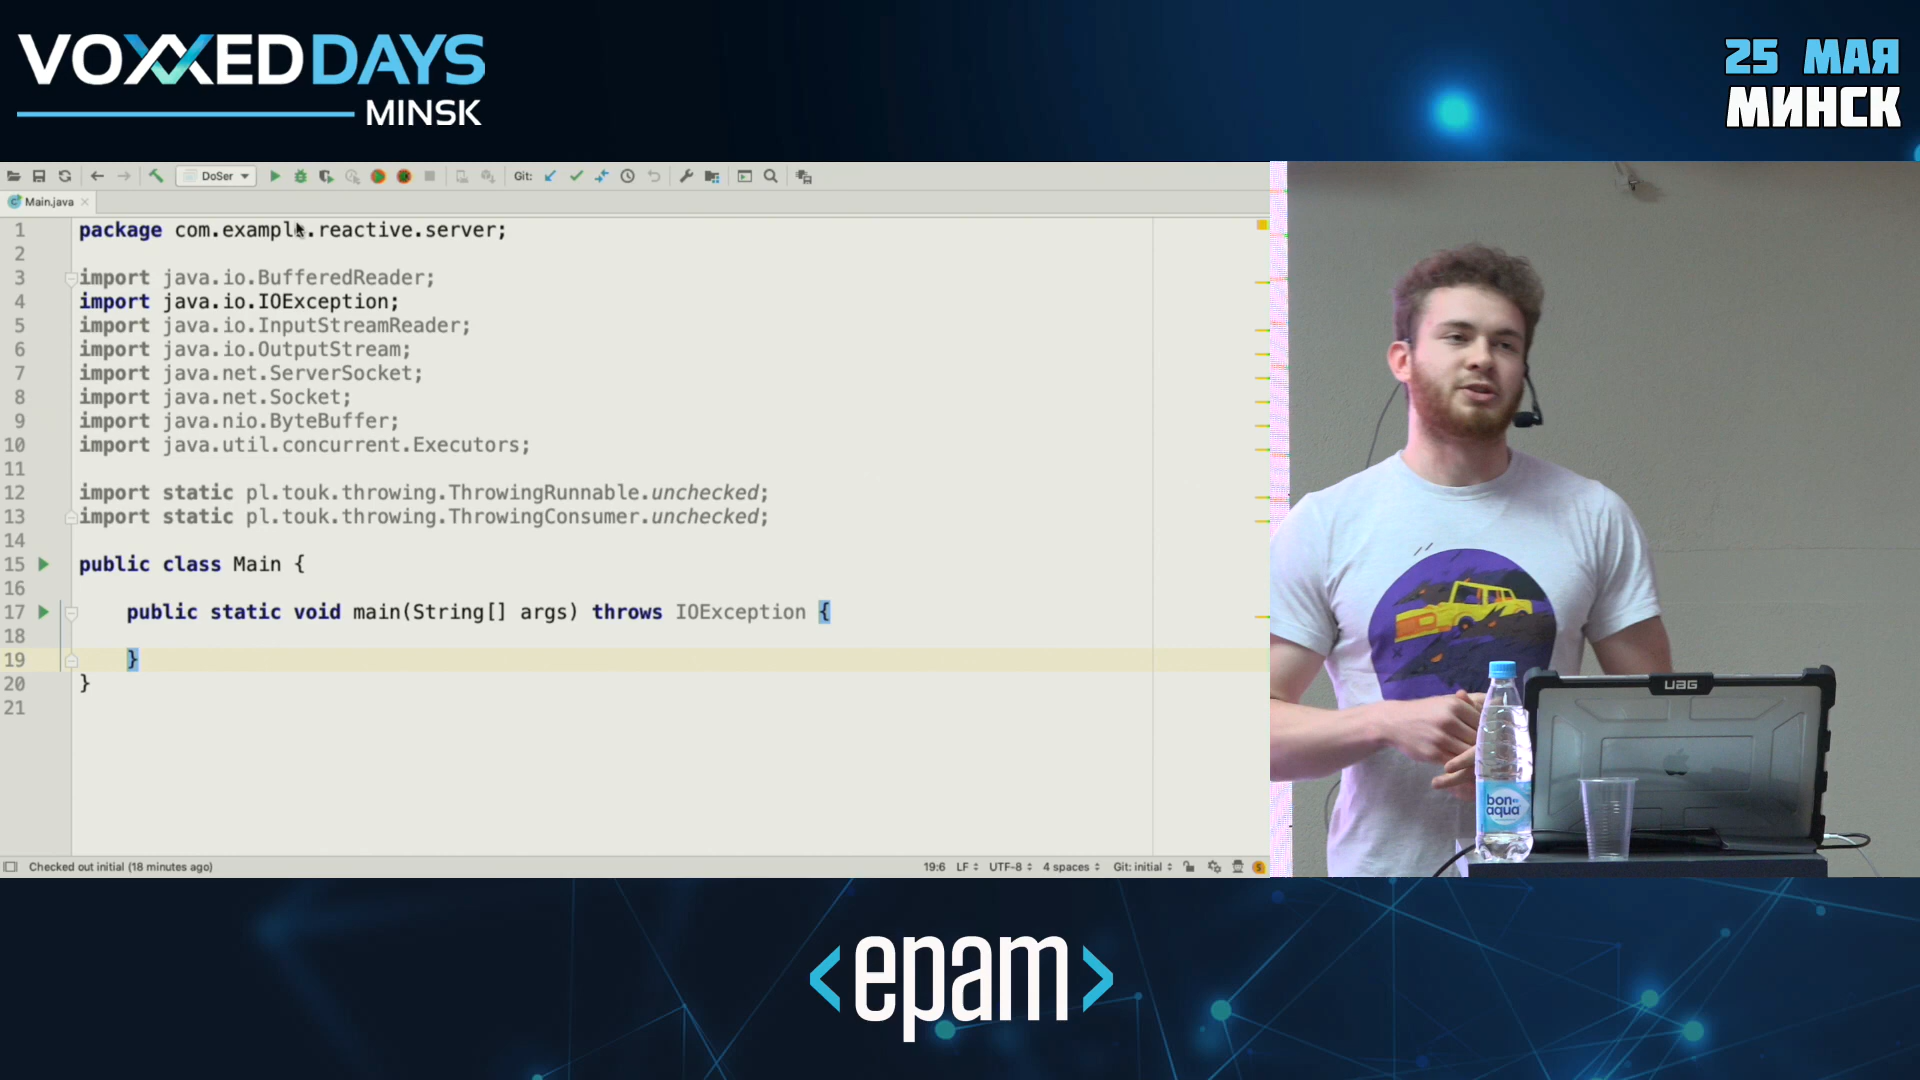 VOXXEDDAYS
MINSK
25 МАЯ
МИНСК
DoSer
Git:
Main.java
1 package com.example.reactive.server;
2
3 import java.io.BufferedReader;
4 import java.io.IOException;
5 import java.io.InputStreamReader;
6 import java.io.OutputStream;
7 import java.net.ServerSocket;
8 import java.net.Socket;
9 import java.nio.ByteBuffer;
10 import java.util.concurrent.Executors;
11
12 import static pl.touk.throwing.ThrowingRunnable.unchecked;
13 import static pl.touk.throwing.ThrowingConsumer.unchecked;
14
15 public class Main {
16
17 public static void main(String[] args) throws IOException {
18
19 }
20 }
21
Checked out initial (18 minutes ago)
19:6 LF UTF-8 4 spaces Git: initial
UAG
bon
aqua
<epam>